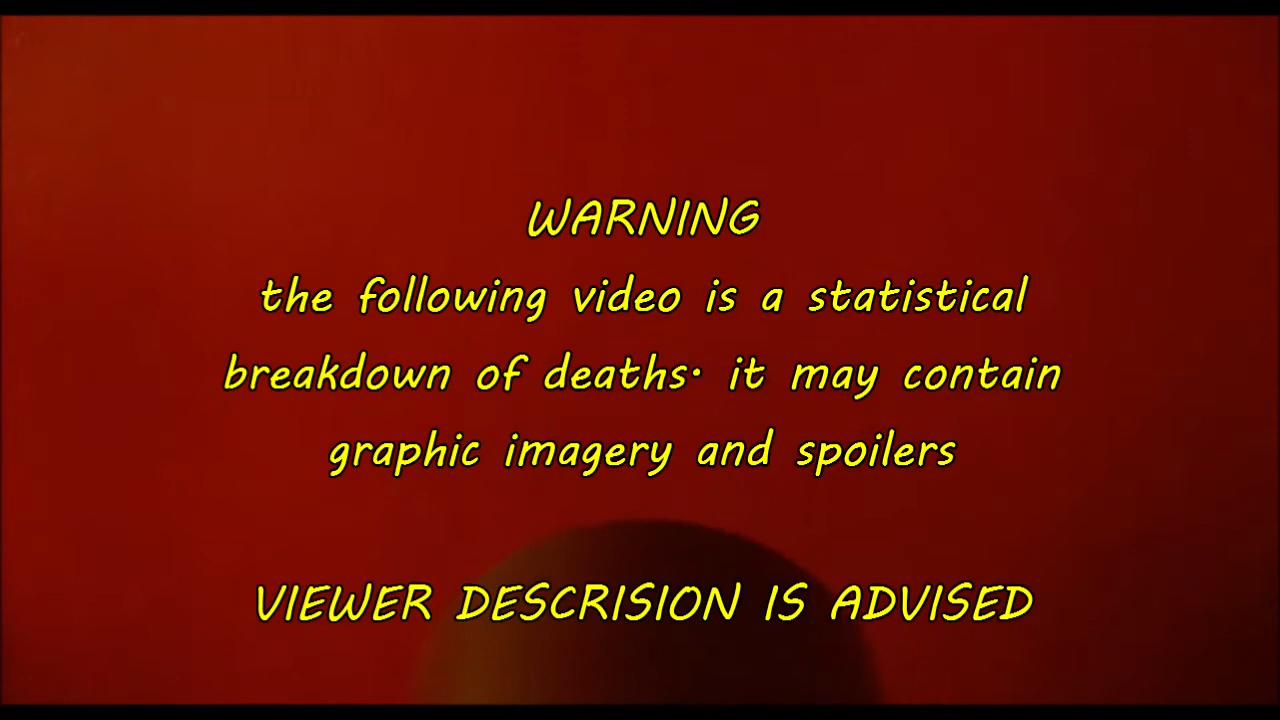 WARNING
the following video is a statistical
breakdown of deaths. it may contain
graphic imagery and spoilers
VIEWER DESCRISION IS ADVISED